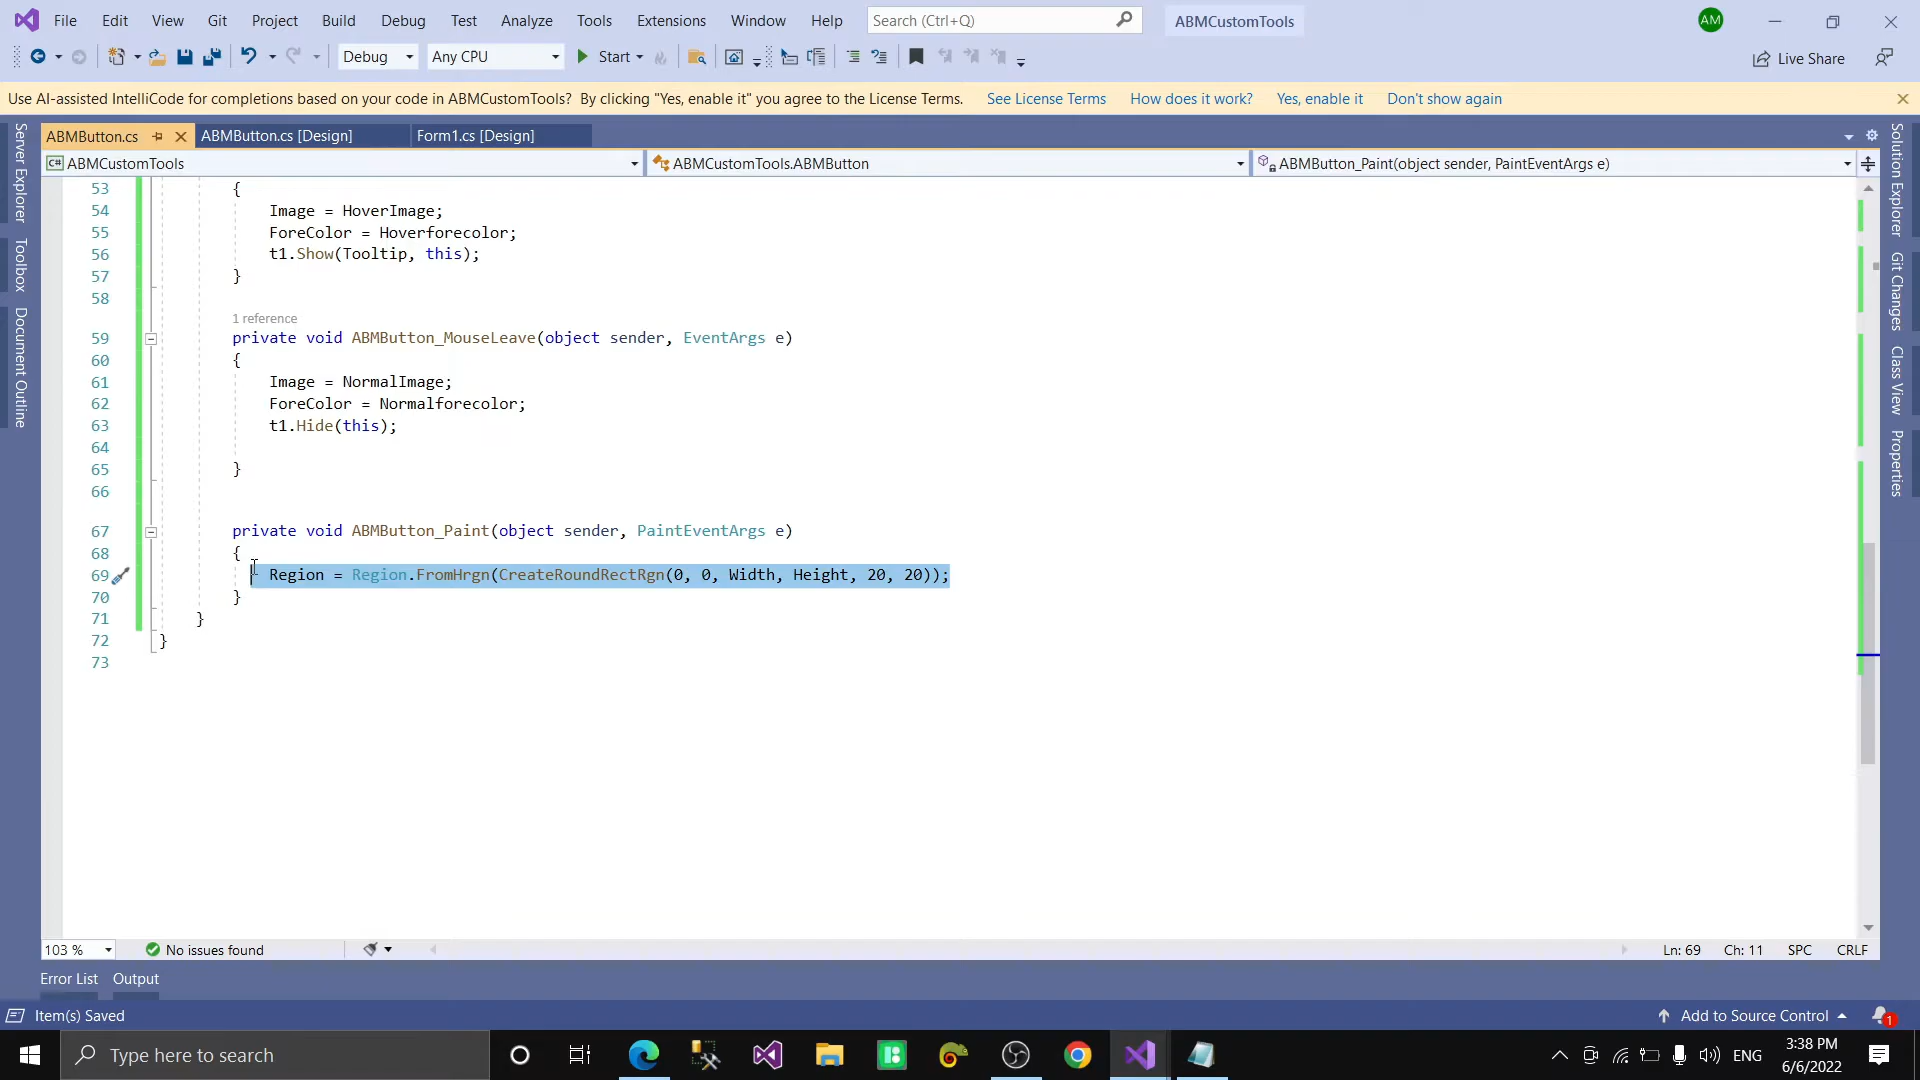 File Edit View Git Project Build Debug Test Analyze Tools Extensions Window Help Search (Ctrl+Q) ABMCustomTools AM
Debug Any CPU Start Live Share
Use AI-assisted IntelliCode for completions based on your code in ABMCustomTools? By clicking "Yes, enable it" you agree to the License Terms. See License Terms How does it work? Yes, enable it Don't show again
ABMButton.cs ABMButton.cs [Design] Form1.cs [Design]
C# ABMCustomTools ABMCustomTools.ABMButton ABMButton_Paint(object sender, PaintEventArgs e)
Server Explorer
Toolbox
Document Outline
53 {
54 Image = HoverImage;
55 ForeColor = Hoverforecolor;
56 t1.Show(Tooltip, this);
57 }
58
1 reference
59 private void ABMButton_MouseLeave(object sender, EventArgs e)
60 {
61 Image = NormalImage;
62 ForeColor = Normalforecolor;
63 t1.Hide(this);
64
65 }
66
67 private void ABMButton_Paint(object sender, PaintEventArgs e)
68 {
69 Region = Region.FromHrgn(CreateRoundRectRgn(0, 0, Width, Height, 20, 20));
70 }
71 }
72 }
73
Solution Explorer
Git Changes
Class View
Properties
103 % No issues found Ln: 69 Ch: 11 SPC CRLF
Error List Output
Item(s) Saved Add to Source Control 1
Type here to search ENG 3:38 PM
6/6/2022